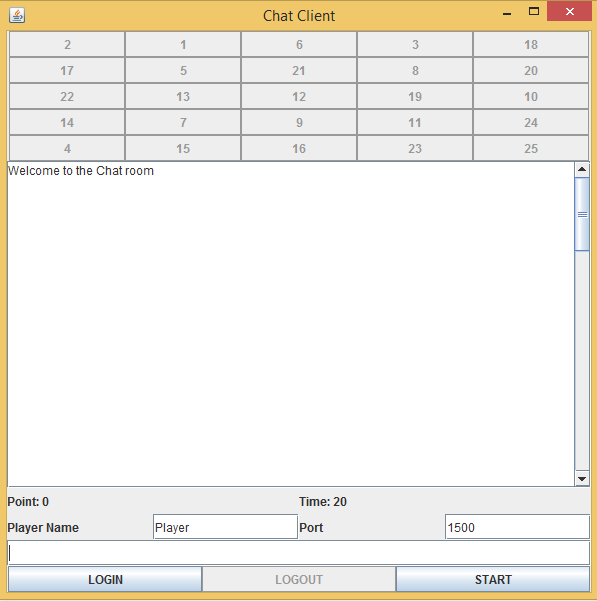 Chat Client
2 1 6 3 18
17 5 21 8 20
22 13 12 19 10
14 7 9 11 24
4 15 16 23 25
Welcome to the Chat room
Point: 0 Time: 20
Player Name Player Port 1500
LOGIN LOGOUT START